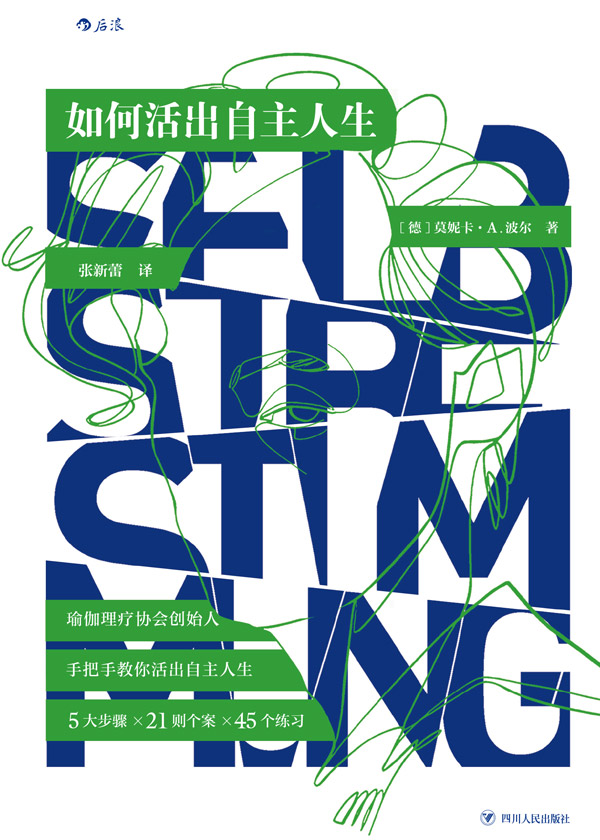 后浪
如何活出自主人生
[德]莫妮卡·A.波尔 著
张新蕾 译
SELB
STBE
STIM
MUNG
瑜伽理疗协会创始人
手把手教你活出自主人生
5大步骤×21则个案×45个练习
四川人民出版社